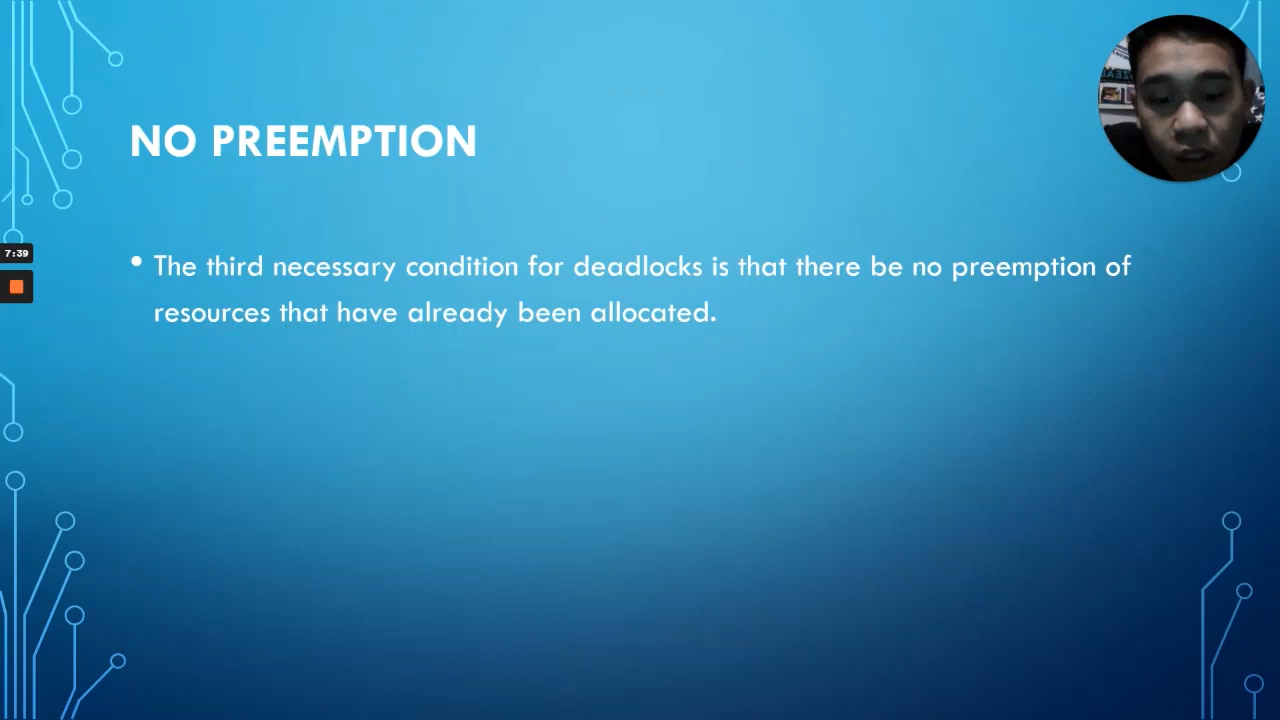 NO PREEMPTION
7:39
• The third necessary condition for deadlocks is that there be no preemption of
resources that have already been allocated.